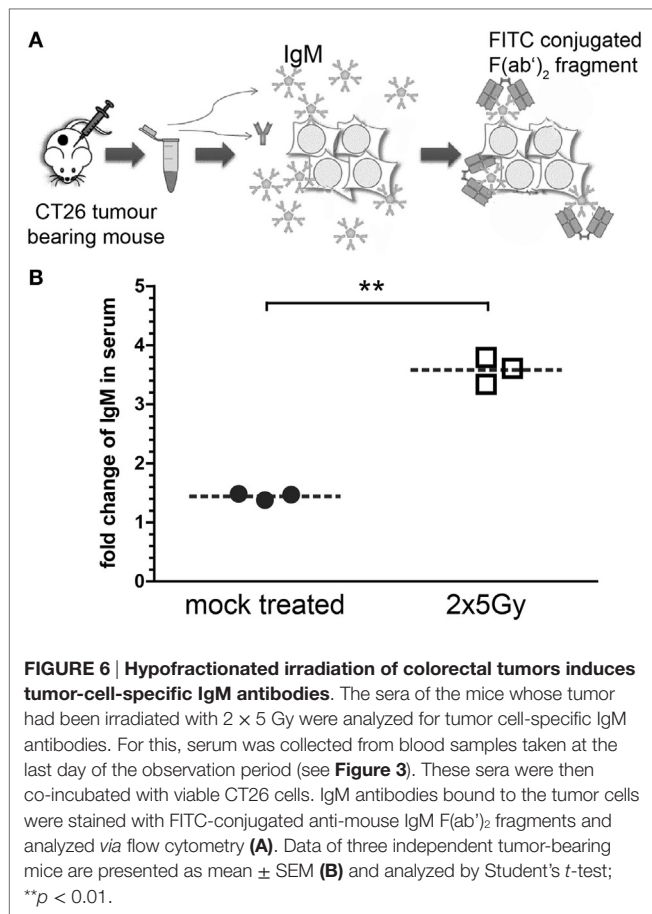 A
IgM
FITC conjugated
F(ab‘)₂ fragment
CT26 tumour
bearing mouse
B
**
fold change of IgM in serum
5
4
3
2
1
0
mock treated
2x5Gy
FIGURE 6 | Hypofractionated irradiation of colorectal tumors induces
tumor-cell-specific IgM antibodies. The sera of the mice whose tumor
had been irradiated with 2 × 5 Gy were analyzed for tumor cell-specific IgM
antibodies. For this, serum was collected from blood samples taken at the
last day of the observation period (see Figure 3). These sera were then
co-incubated with viable CT26 cells. IgM antibodies bound to the tumor cells
were stained with FITC-conjugated anti-mouse IgM F(ab’)₂ fragments and
analyzed via flow cytometry (A). Data of three independent tumor-bearing
mice are presented as mean ± SEM (B) and analyzed by Student’s t-test;
**p < 0.01.